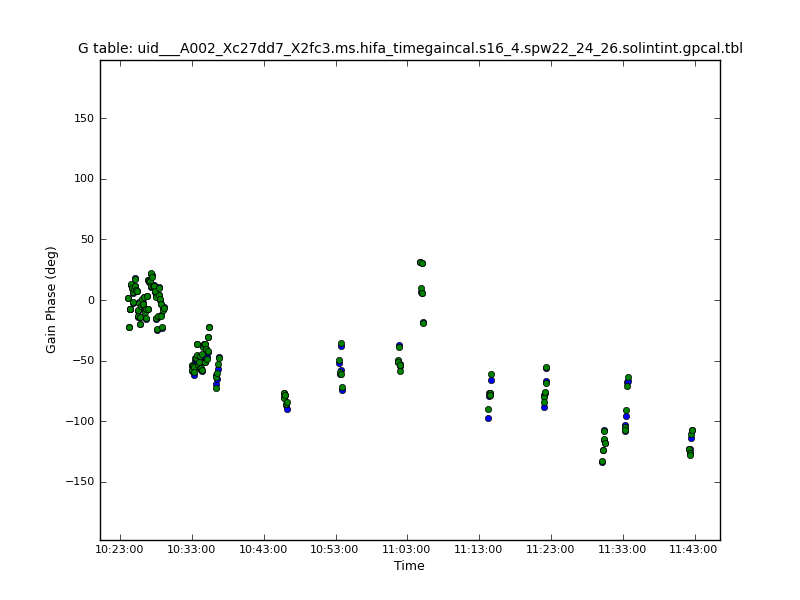 G table: uid___A002_Xc27dd7_X2fc3.ms.hifa_timegaincal.s16_4.spw22_24_26.solintint.gpcal.tbl
150
100
50
0
−50
−100
−150
Gain Phase (deg)
10:23:00 10:33:00 10:43:00 10:53:00 11:03:00 11:13:00 11:23:00 11:33:00 11:43:00
Time